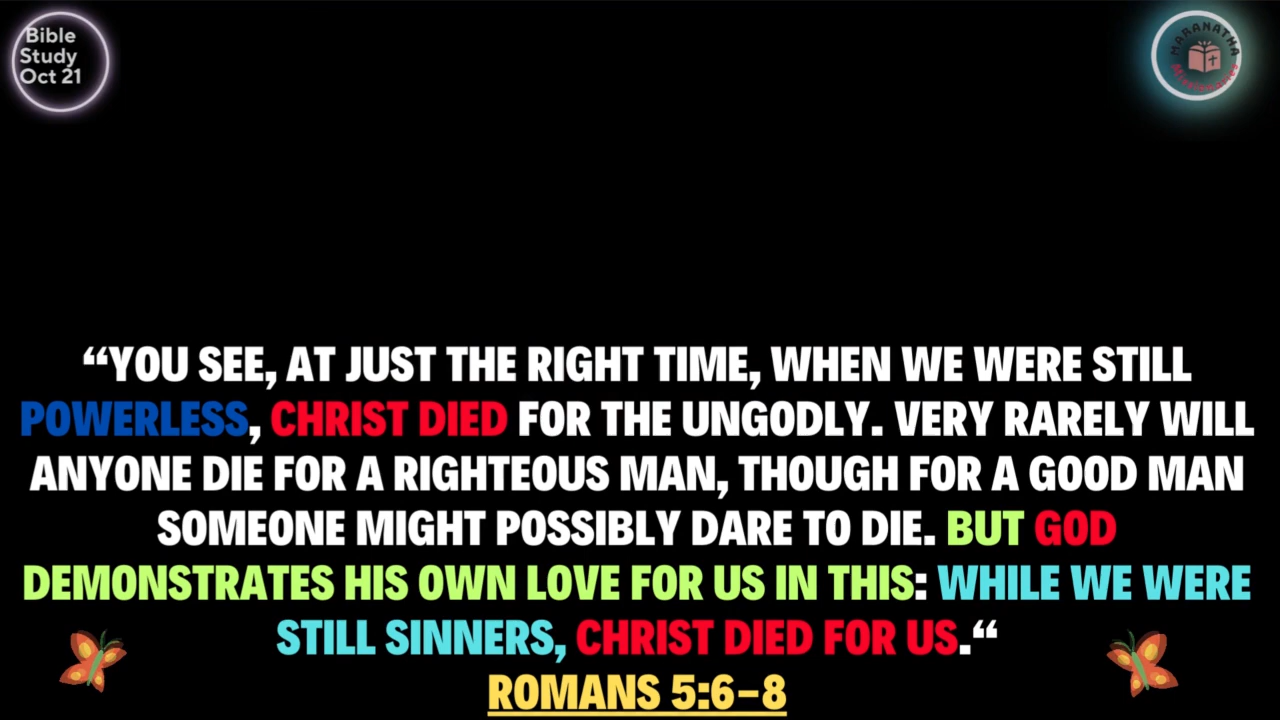 Bible
Study
Oct 21
MARANATHA
Missionaries
“YOU SEE, AT JUST THE RIGHT TIME, WHEN WE WERE STILL
POWERLESS, CHRIST DIED FOR THE UNGODLY. VERY RARELY WILL
ANYONE DIE FOR A RIGHTEOUS MAN, THOUGH FOR A GOOD MAN
SOMEONE MIGHT POSSIBLY DARE TO DIE. BUT GOD
DEMONSTRATES HIS OWN LOVE FOR US IN THIS: WHILE WE WERE
STILL SINNERS, CHRIST DIED FOR US.“
ROMANS 5:6–8